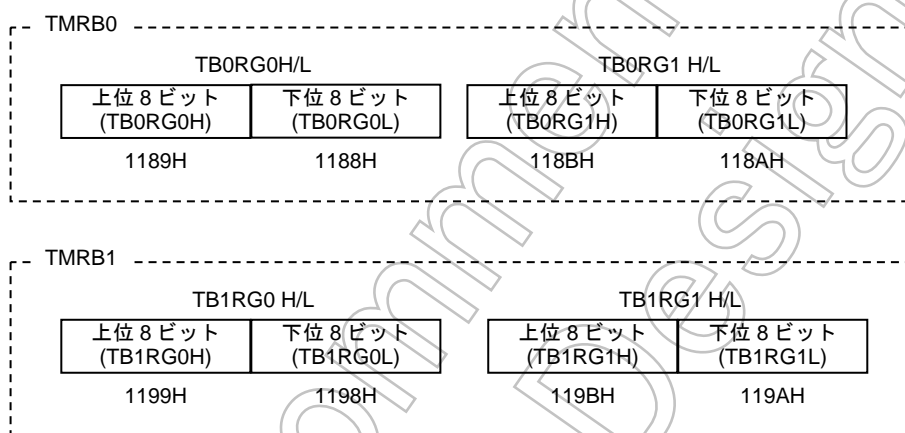 TMRB0
TB0RG0H/L TB0RG1 H/L
上位 8 ビット 下位 8 ビット 上位 8 ビット 下位 8 ビット
(TB0RG0H) (TB0RG0L) (TB0RG1H) (TB0RG1L)
1189H 1188H 118BH 118AH
TMRB1
TB1RG0 H/L TB1RG1 H/L
上位 8 ビット 下位 8 ビット 上位 8 ビット 下位 8 ビット
(TB1RG0H) (TB1RG0L) (TB1RG1H) (TB1RG1L)
1199H 1198H 119BH 119AH
ommen
Design